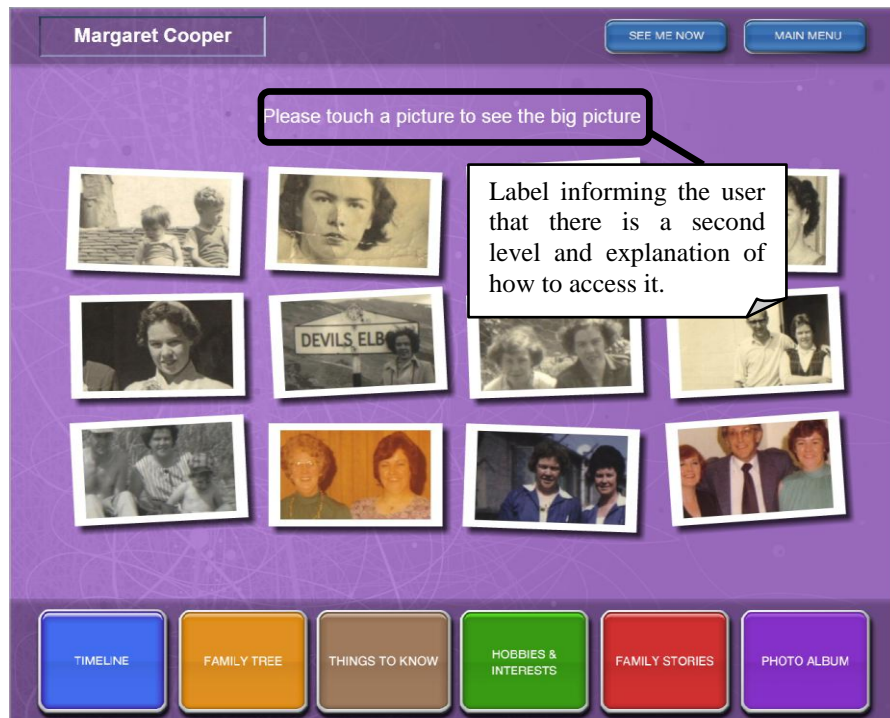 Margaret Cooper
SEE ME NOW
MAIN MENU
Please touch a picture to see the big picture
Label informing the user
that there is a second
level and explanation of
how to access it.
DEVILS ELBO
TIMELINE
FAMILY TREE
THINGS TO KNOW
HOBBIES &
INTERESTS
FAMILY STORIES
PHOTO ALBUM